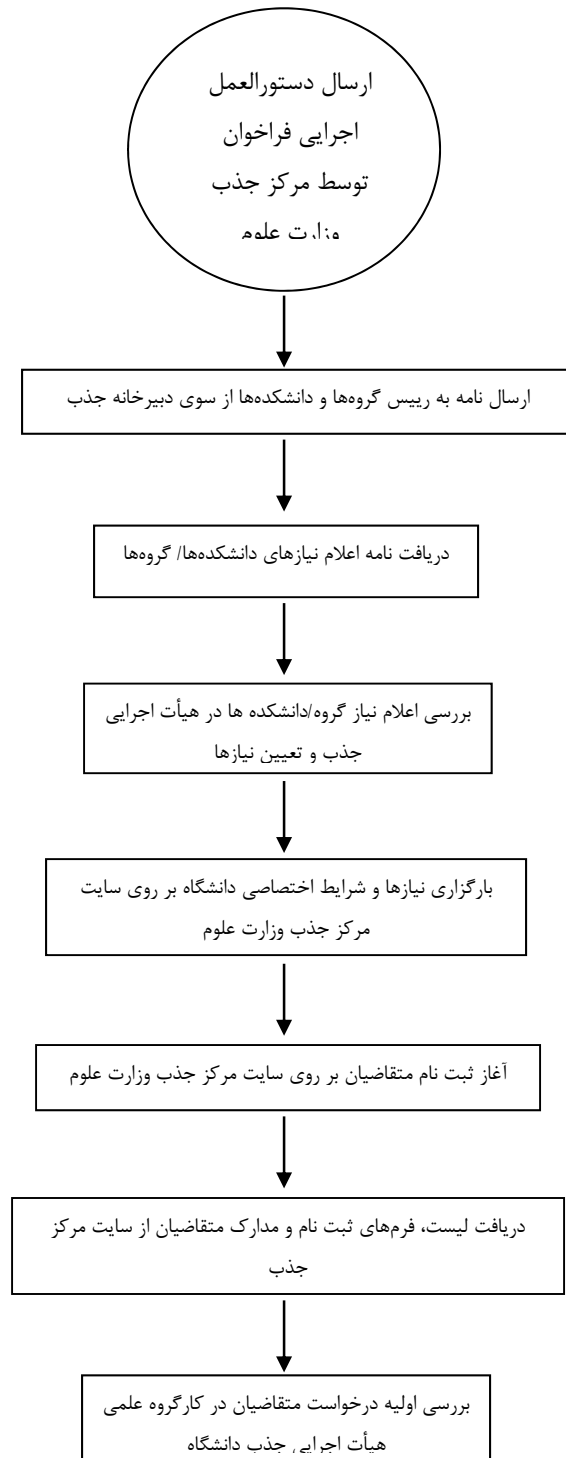 ارسال دستورالعمل
اجرایی فراخوان
توسط مرکز جذب
وزارت علوم
ارسال نامه به رییس گروه‌ها و دانشکده‌ها از سوی دبیرخانه جذب
دریافت نامه اعلام نیازهای دانشکده‌ها/ گروه‌ها
بررسی اعلام نیاز گروه/دانشکده ها در هیأت اجرایی
جذب و تعیین نیازها
بارگزاری نیازها و شرایط اختصاصی دانشگاه بر روی سایت
مرکز جذب وزارت علوم
آغاز ثبت نام متقاضیان بر روی سایت مرکز جذب وزارت علوم
دریافت لیست، فرم‌های ثبت نام و مدارک متقاضیان از سایت مرکز
جذب
بررسی اولیه درخواست متقاضیان در کارگروه علمی
هیأت اجرایی جذب دانشگاه